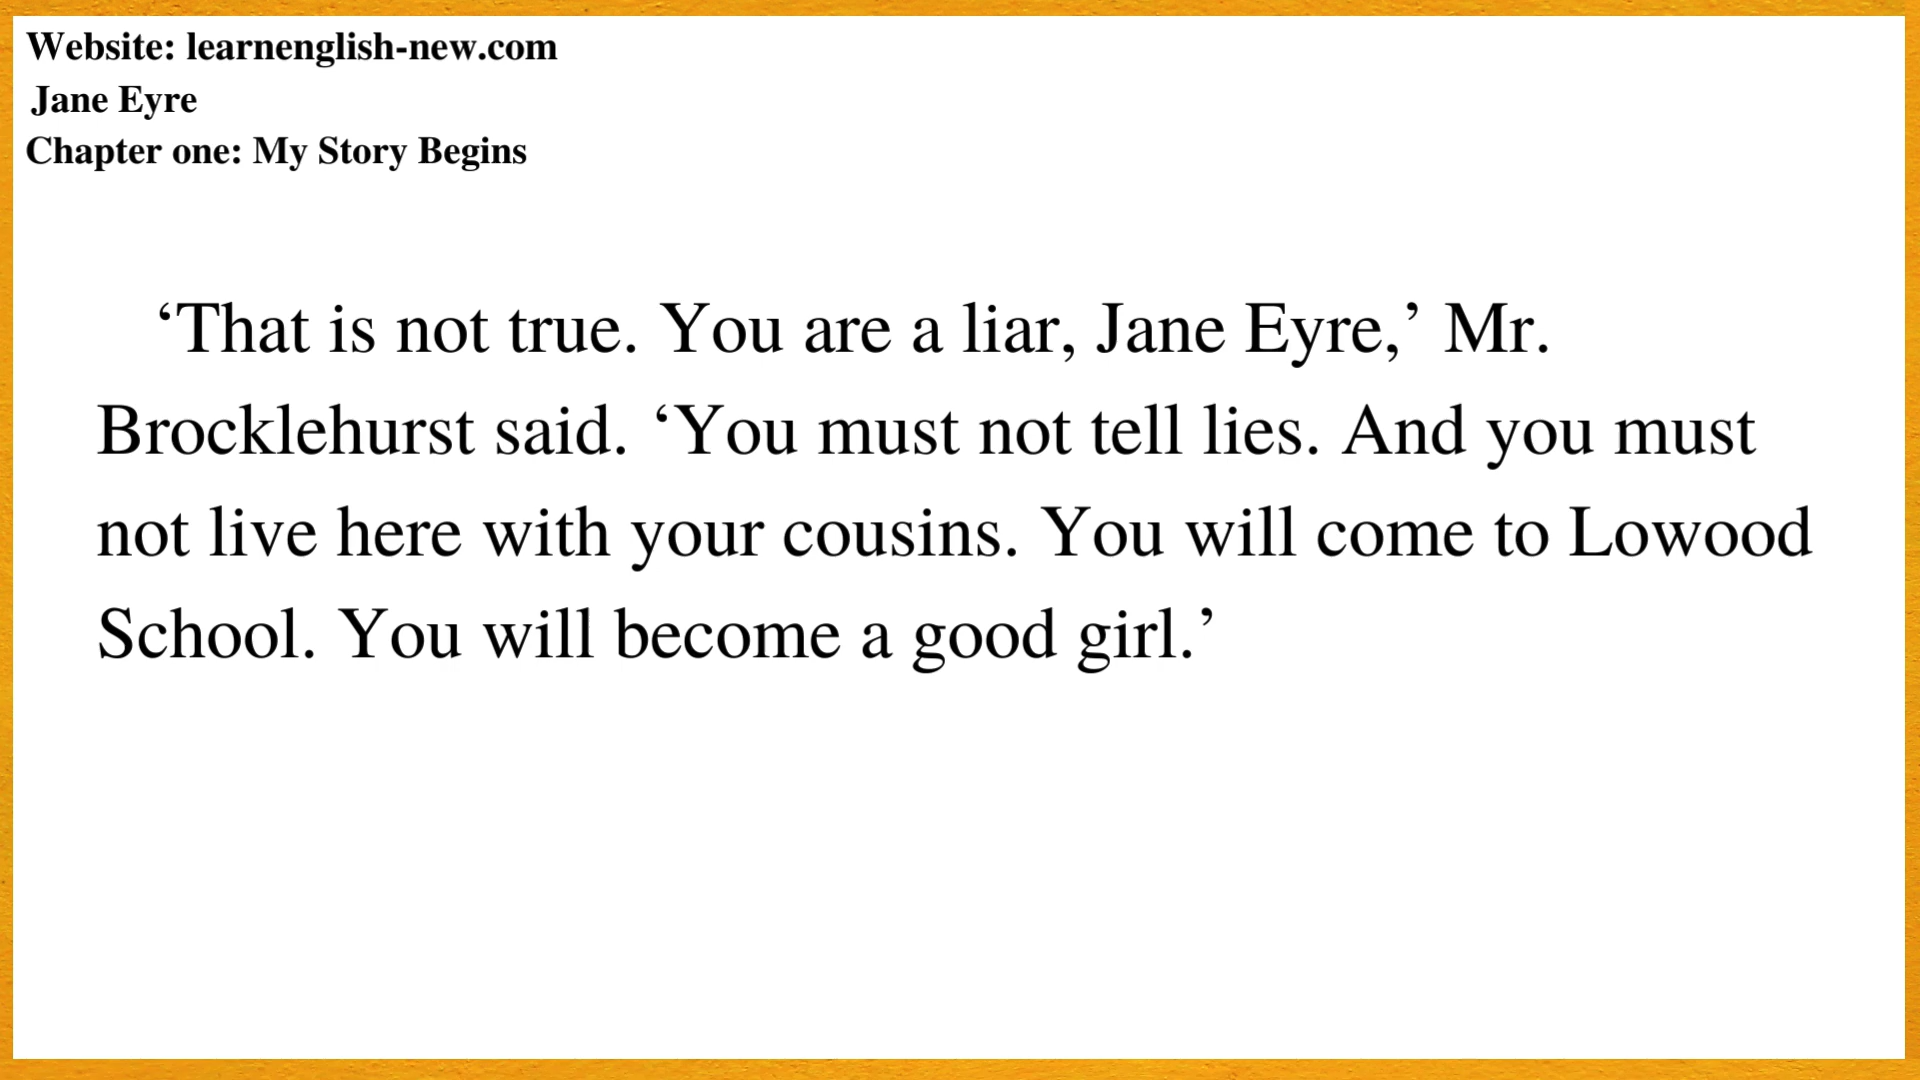 Website: learnenglish-new.com
Jane Eyre
Chapter one: My Story Begins
‘That is not true. You are a liar, Jane Eyre,’ Mr.
Brocklehurst said. ‘You must not tell lies. And you must
not live here with your cousins. You will come to Lowood
School. You will become a good girl.’